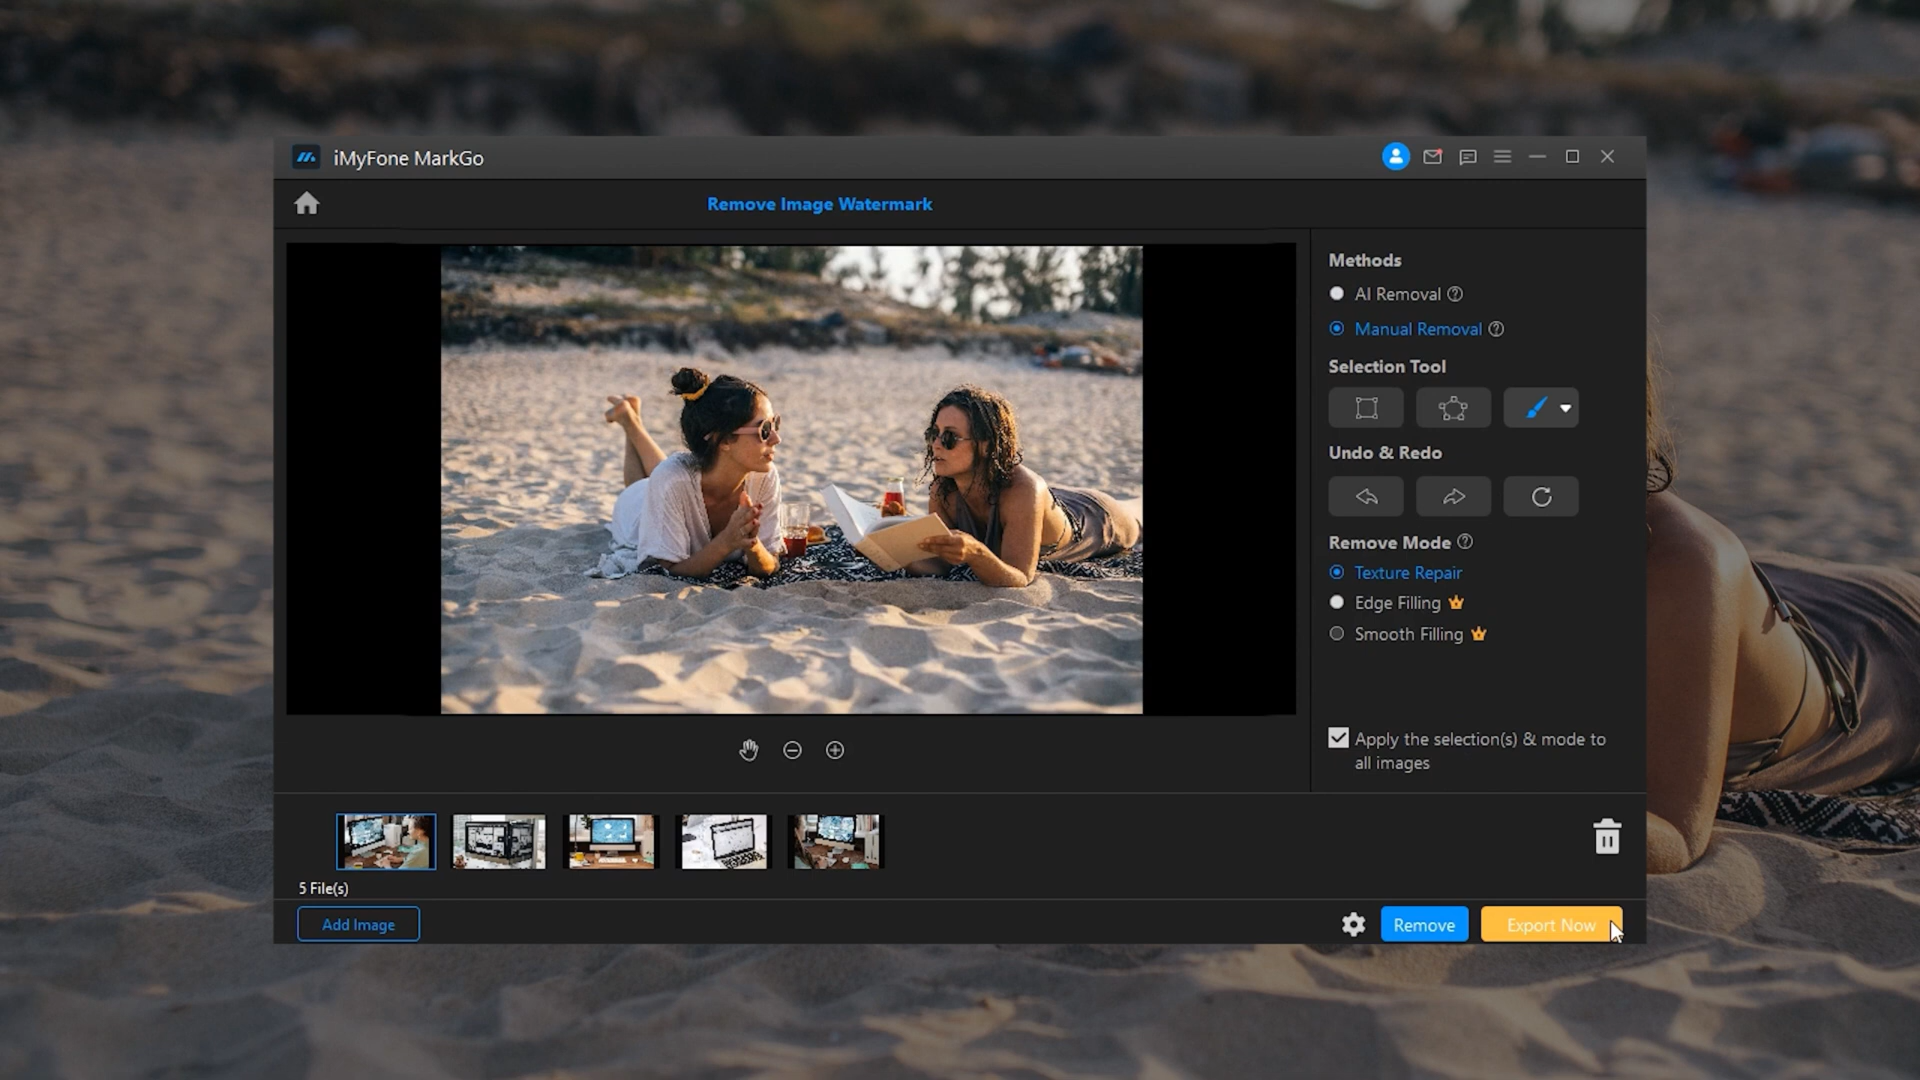 iMyFone MarkGo
Remove Image Watermark
Methods
AI Removal
Manual Removal
Selection Tool
Undo & Redo
Remove Mode
Texture Repair
Edge Filling
Smooth Filling
Apply the selection(s) & mode to
all images
5 File(s)
Add Image
Remove
Export Now